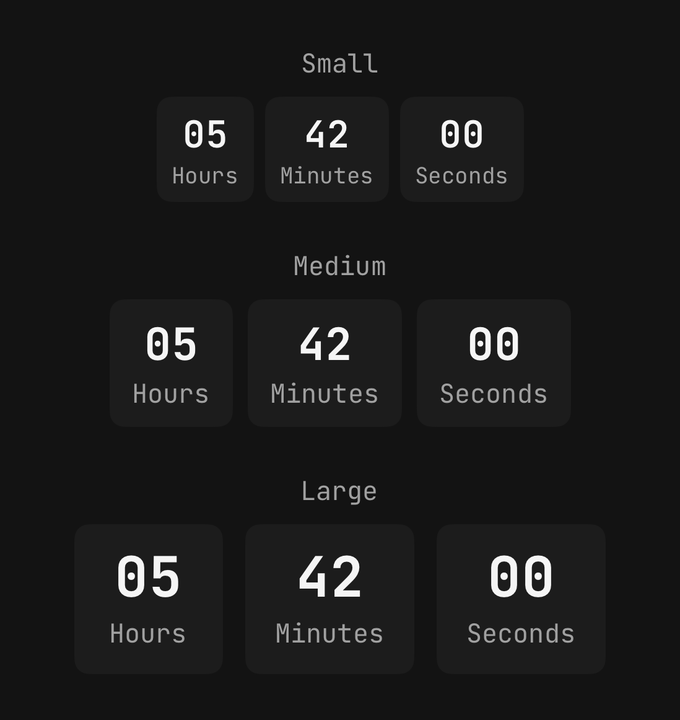 Small
05 42 00
Hours Minutes Seconds
Medium
05 42 00
Hours Minutes Seconds
Large
05 42 00
Hours Minutes Seconds